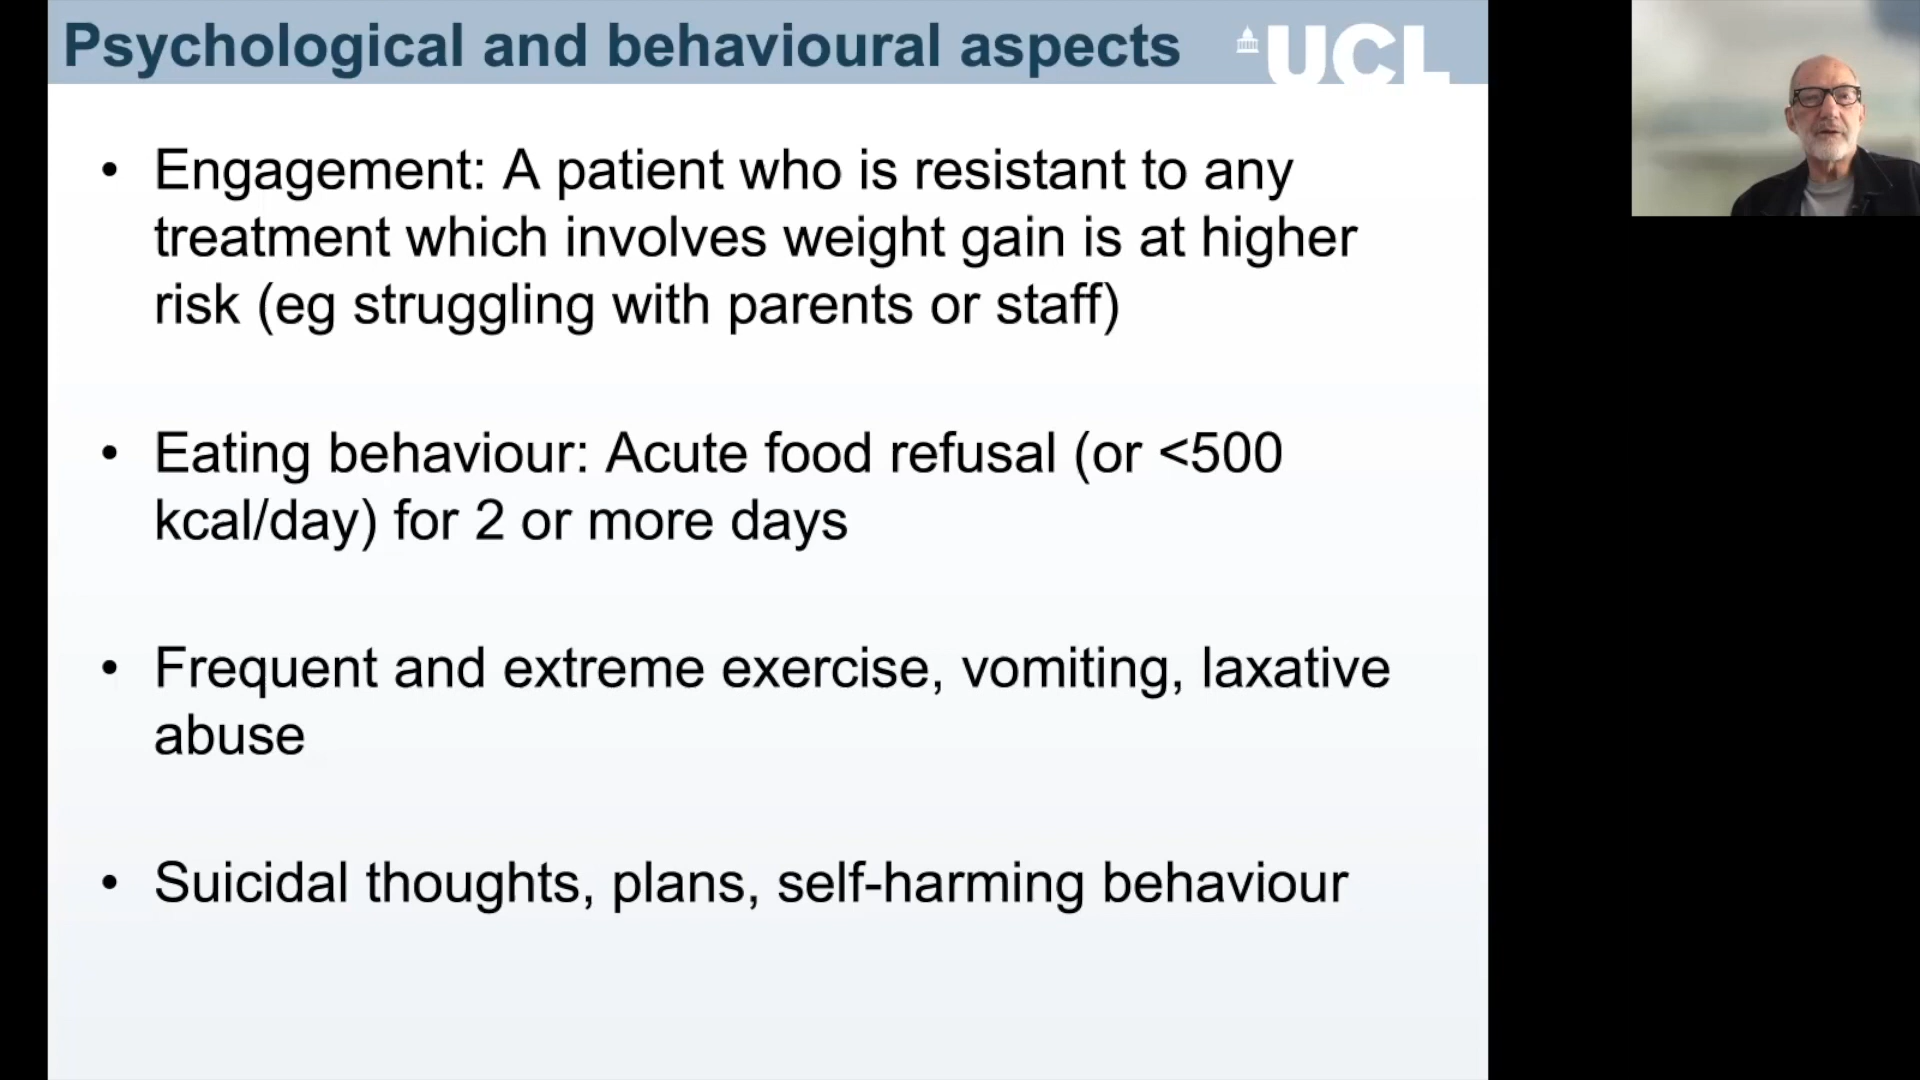 Psychological and behavioural aspects
UCL
• Engagement: A patient who is resistant to any
treatment which involves weight gain is at higher
risk (eg struggling with parents or staff)
• Eating behaviour: Acute food refusal (or <500
kcal/day) for 2 or more days
• Frequent and extreme exercise, vomiting, laxative
abuse
• Suicidal thoughts, plans, self-harming behaviour